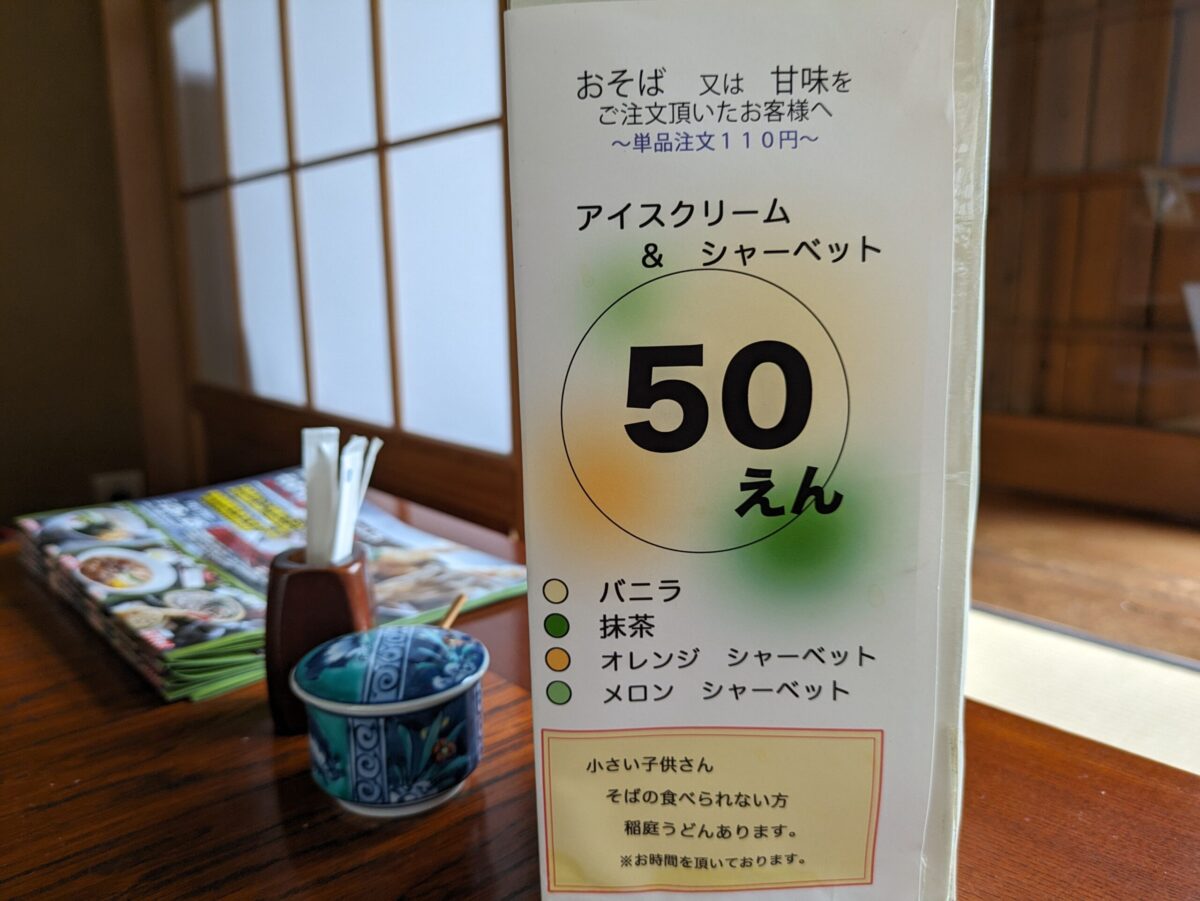 おそば　又は　甘味を
ご注文頂いたお客様へ
～単品注文１１０円～
アイスクリーム
＆　シャーベット
50
えん
バニラ
抹茶
オレンジ　シャーベット
メロン　シャーベット
小さい子供さん
そばの食べられない方
稲庭うどんあります。
※お時間を頂いております。